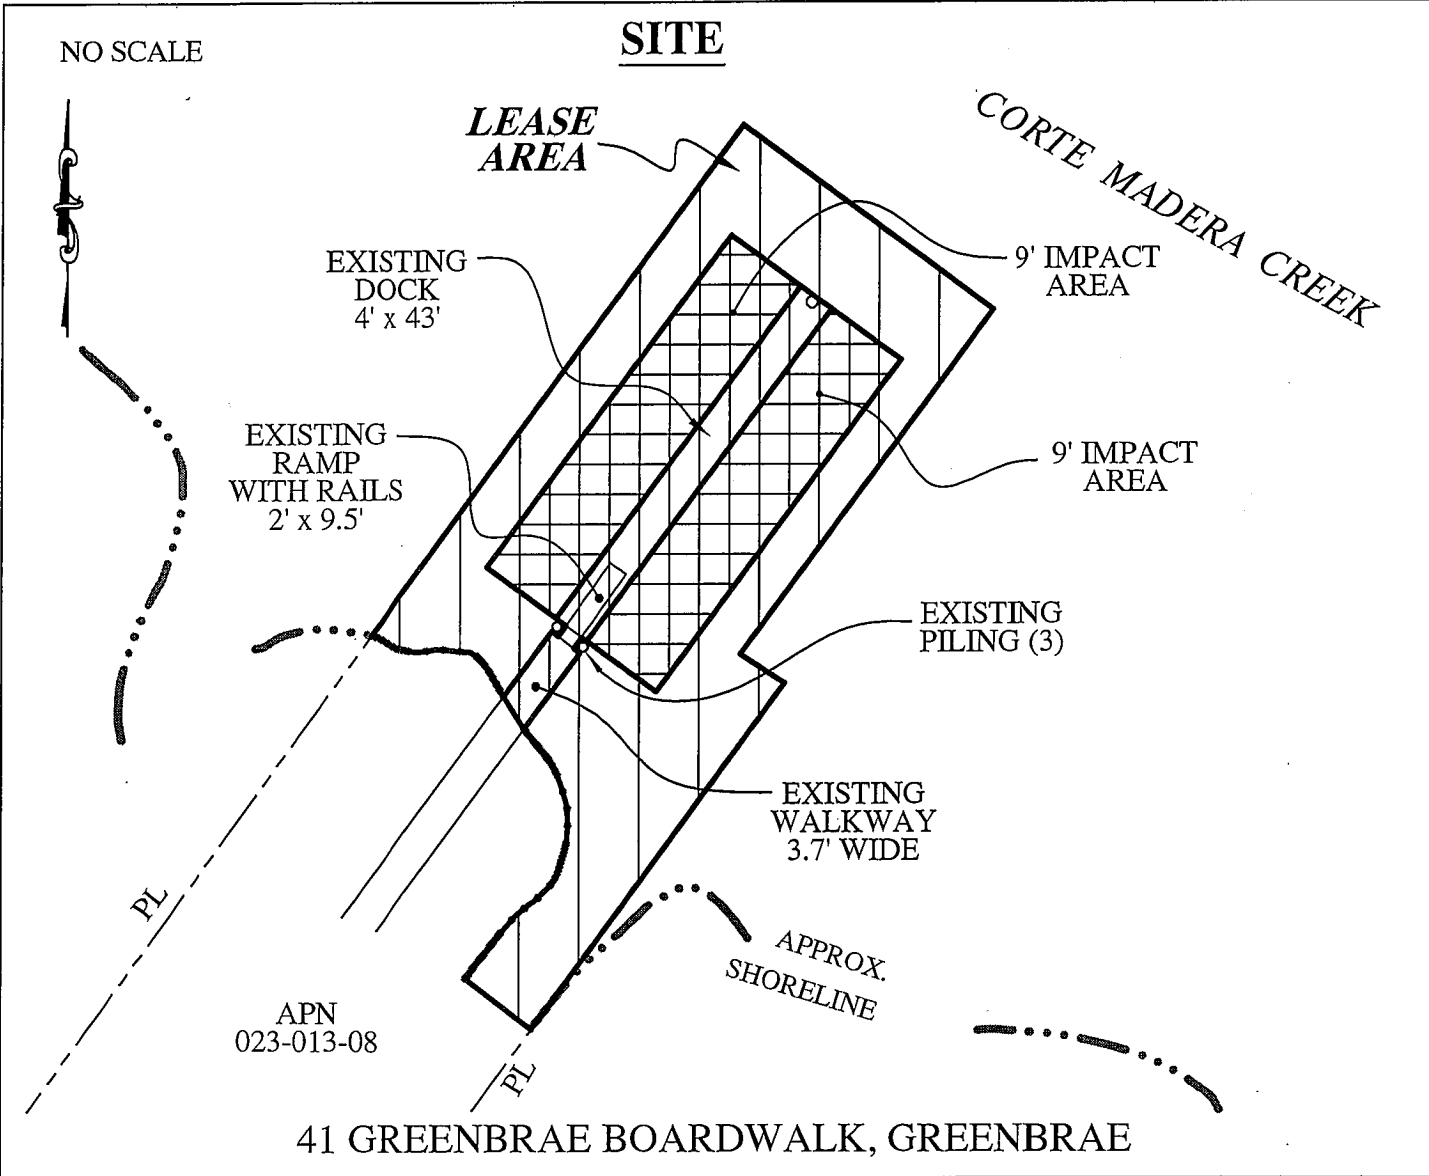 SITE
NO SCALE
LEASE
AREA
CORTE MADERA CREEK
EXISTING
DOCK
4' x 43'
9' IMPACT
AREA
EXISTING
RAMP
WITH RAILS
2' x 9.5'
9' IMPACT
AREA
EXISTING
PILING (3)
EXISTING
WALKWAY
3.7' WIDE
PL
APPROX.
SHORELINE
APN
023-013-08
PL
41 GREENBRAE BOARDWALK, GREENBRAE